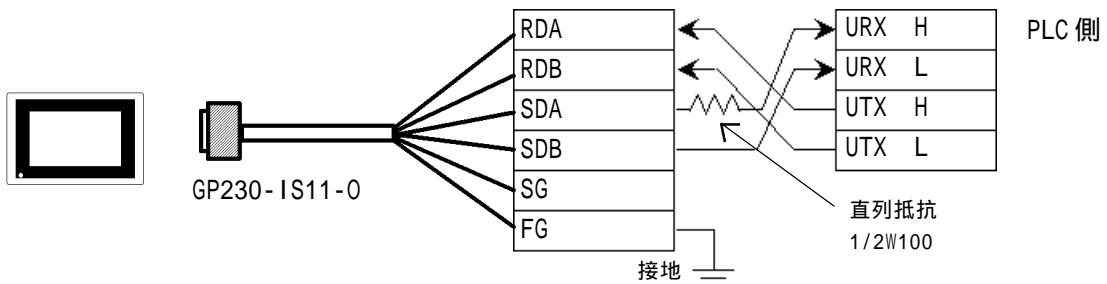 RDA
RDB
SDA
SDB
SG
FG
URX H
URX L
UTX H
UTX L
PLC 側
GP230-IS11-O
直列抵抗
1/2W100
接地